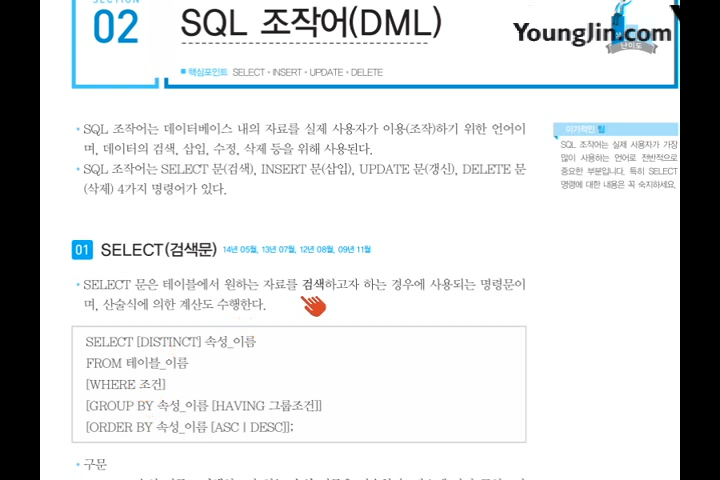 SECTION
02
SQL 조작어(DML)
YoungJin.com
난이도
■ 핵심포인트 SELECT • INSERT • UPDATE • DELETE
• SQL 조작어는 데이터베이스 내의 자료를 실제 사용자가 이용(조작)하기 위한 언어이
며, 데이터의 검색, 삽입, 수정, 삭제 등을 위해 사용된다.
• SQL 조작어는 SELECT 문(검색), INSERT 문(삽입), UPDATE 문(갱신), DELETE 문
(삭제) 4가지 명령어가 있다.
이기적인 팁
SQL 조작어는 실제 사용자가 가장
많이 사용하는 언어로 전반적으로
중요한 부분입니다. 특히 SELECT
명령에 대한 내용은 꼭 숙지하세요.
01 SELECT(검색문) 14년 05월, 13년 07월, 12년 08월, 09년 11월
• SELECT 문은 테이블에서 원하는 자료를 검색하고자 하는 경우에 사용되는 명령문이
며, 산술식에 의한 계산도 수행한다.
SELECT [DISTINCT] 속성_이름
FROM 테이블_이름
[WHERE 조건]
[GROUP BY 속성_이름 [HAVING 그룹조건]]
[ORDER BY 속성_이름 [ASC | DESC]];
• 구문